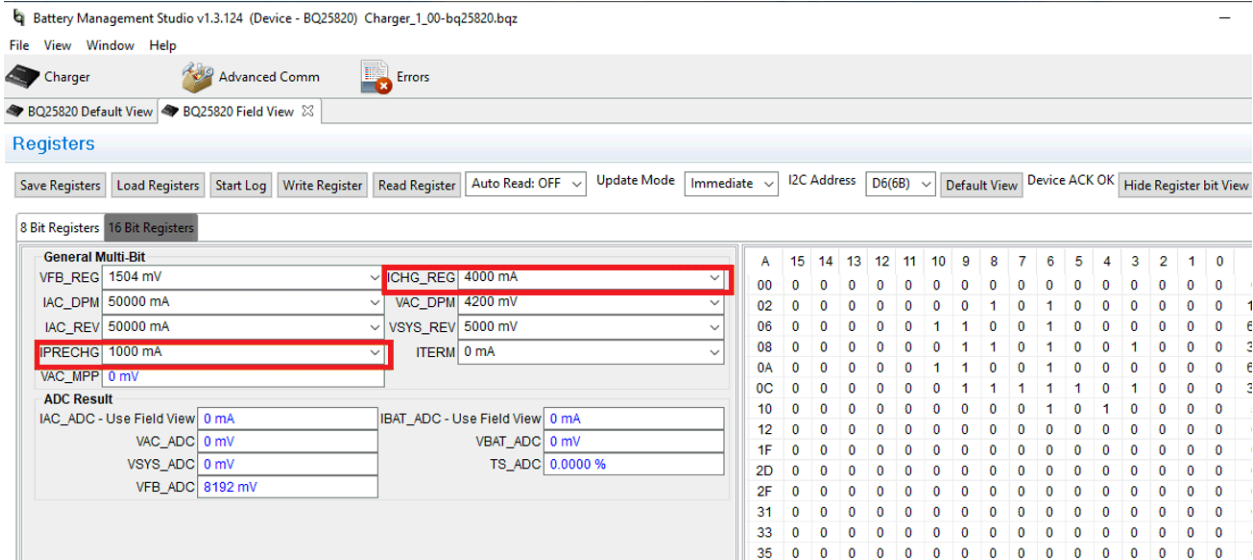 Battery Management Studio v1.3.124 (Device - BQ25820) Charger_1_00-bq25820.bqz
File View Window Help
Charger Advanced Comm Errors
BQ25820 Default View BQ25820 Field View
Registers
Save Registers Load Registers Start Log Write Register Read Register Auto Read: OFF Update Mode Immediate I2C Address D6(6B) Default View Device ACK OK Hide Register bit View
8 Bit Registers 16 Bit Registers
General Multi-Bit
VFB_REG 1504 mV ICHG_REG 4000 mA
IAC_DPM 50000 mA VAC_DPM 4200 mV
IAC_REV 50000 mA VSYS_REV 5000 mV
IPRECHG 1000 mA ITERM 0 mA
VAC_MPP 0 mV
ADC Result
IAC_ADC - Use Field View 0 mA IBAT_ADC - Use Field View 0 mA
VAC_ADC 0 mV VBAT_ADC 0 mV
VSYS_ADC 0 mV TS_ADC 0.0000 %
VFB_ADC 8192 mV
A 15 14 13 12 11 10 9 8 7 6 5 4 3 2 1 0
00 0 0 0 0 0 0 0 0 0 0 0 0 0 0 0 0
02 0 0 0 0 0 0 0 1 0 1 0 0 0 0 0 0
06 0 0 0 0 0 1 1 0 0 1 0 0 0 0 0 0
08 0 0 0 0 0 0 1 1 0 1 0 0 1 0 0 0
0A 0 0 0 0 0 1 1 0 0 1 0 0 0 0 0 0
0C 0 0 0 0 0 0 1 1 1 1 1 0 1 0 0 0
10 0 0 0 0 0 0 0 0 0 1 0 1 0 0 0 0
12 0 0 0 0 0 0 0 0 0 0 0 0 0 0 0 0
1F 0 0 0 0 0 0 0 0 0 0 0 0 0 0 0 0
2D 0 0 0 0 0 0 0 0 0 0 0 0 0 0 0 0
2F 0 0 0 0 0 0 0 0 0 0 0 0 0 0 0 0
31 0 0 0 0 0 0 0 0 0 0 0 0 0 0 0 0
33 0 0 0 0 0 0 0 0 0 0 0 0 0 0 0 0
35 0 0 0 0 0 0 0 0 0 0 0 0 0 0 0 0